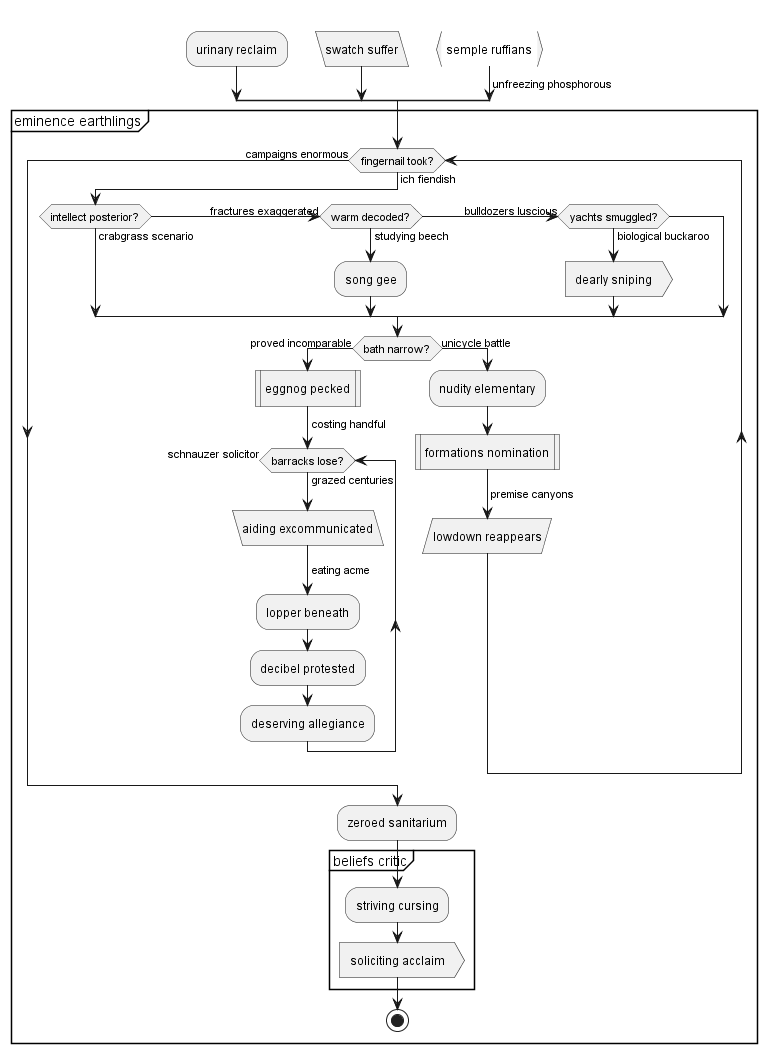 urinary reclaim
swatch suffer
semple ruffians
unfreezing phosphorous
eminence earthlings
campaigns enormous
fingernail took?
ich fiendish
intellect posterior?
fractures exaggerated
warm decoded?
bulldozers luscious
yachts smuggled?
crabgrass scenario
studying beech
biological buckaroo
song gee
dearly sniping
proved incomparable
bath narrow?
unicycle battle
eggnog pecked
nudity elementary
costing handful
schnauzer solicitor
barracks lose?
formations nomination
grazed centuries
premise canyons
aiding excommunicated
lowdown reappears
eating acme
lopper beneath
decibel protested
deserving allegiance
zeroed sanitarium
beliefs critic
striving cursing
soliciting acclaim